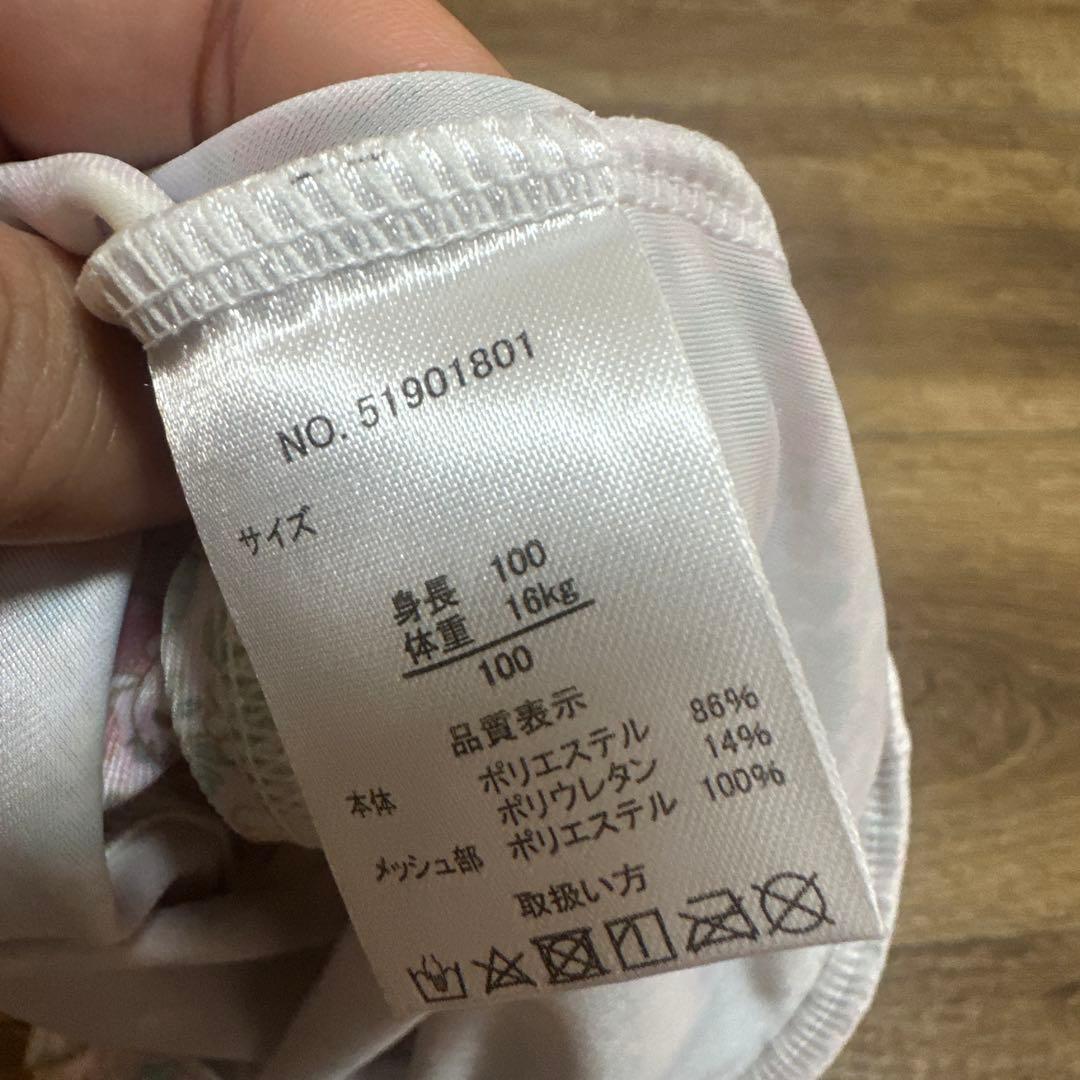 NO. 51901801
サイズ
身長 100
体重 16kg
100
品質表示
本体 ポリエステル 86%
ポリウレタン 14%
メッシュ部 ポリエステル 100%
取扱い方